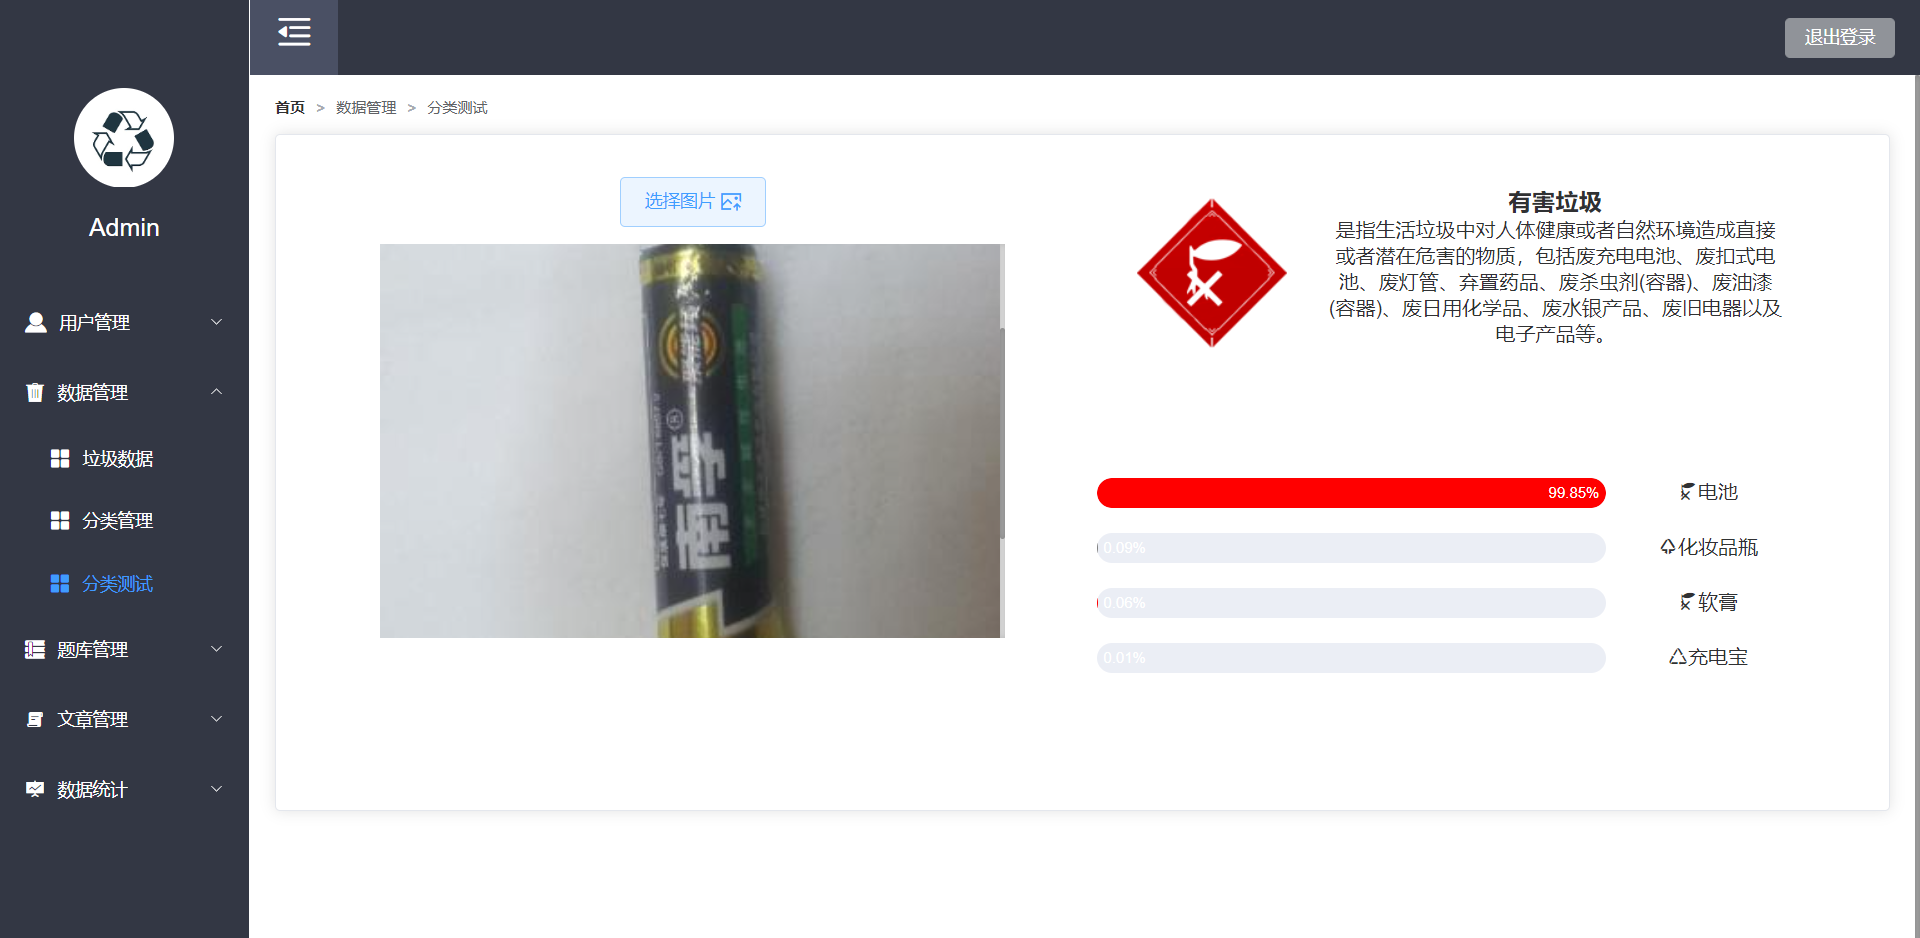 退出登录
Admin
用户管理
数据管理
垃圾数据
分类管理
分类测试
题库管理
文章管理
数据统计
首页 > 数据管理 > 分类测试
选择图片
南孚
有害垃圾
是指生活垃圾中对人体健康或者自然环境造成直接
或者潜在危害的物质，包括废充电电池、废扣式电
池、废灯管、弃置药品、废杀虫剂(容器)、废油漆
(容器)、废日用化学品、废水银产品、废旧电器以及
电子产品等。
99.85% 电池
0.09% 化妆品瓶
0.06% 软膏
0.01% 充电宝